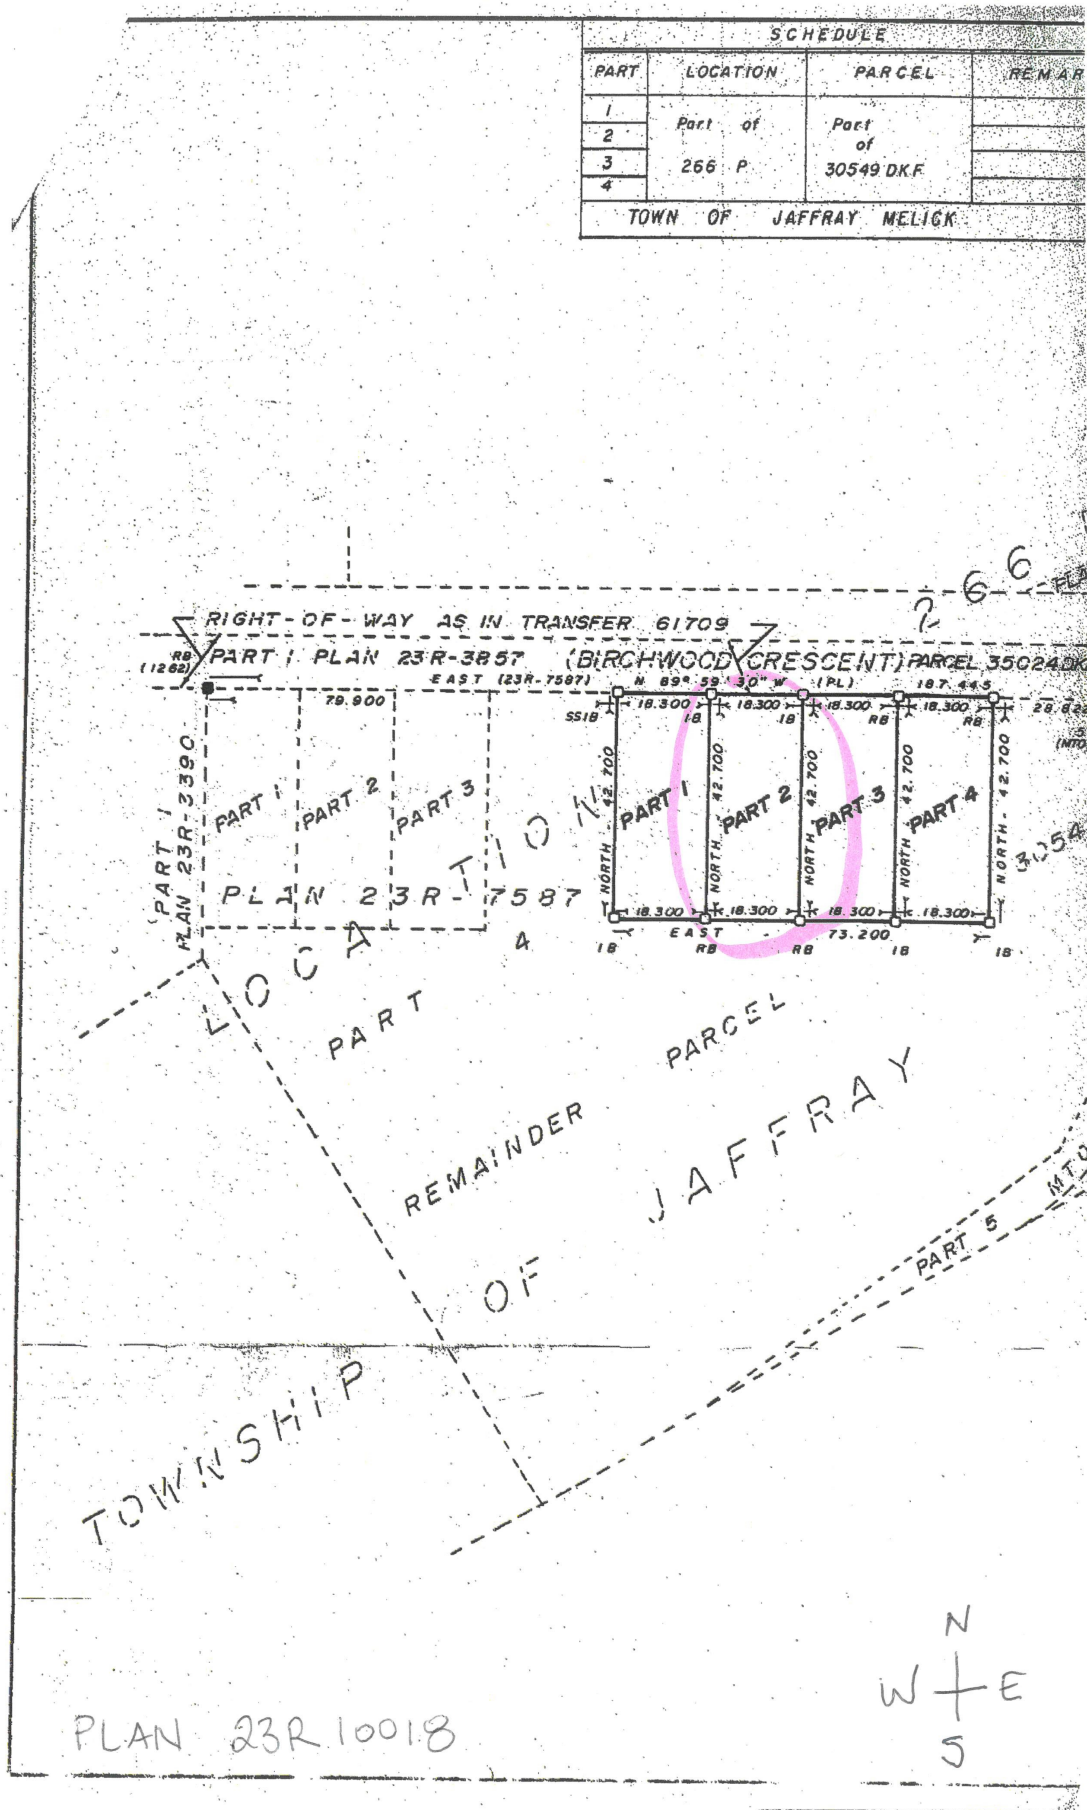 SCHEDULE
PART LOCATION PARCEL REMAR
1
2
3
4
Part of
266 P
Part
of
30549 DKF
TOWN OF JAFFRAY MELICK
266
RIGHT-OF-WAY AS IN TRANSFER 61709
RB
(1262)
PART 1 PLAN 23R-3857 (BIRCHWOOD CRESCENT) PARCEL 35024
EAST (23R-7587) N 89° 59' 30" W (PL) 187.445
79.900
SSIB 18.300 IB 18.300 IB 18.300 RB 18.300 RB
PART 1
PLAN 23R-3390
PART 1
PART 2
PART 3
NORTH - 42.700
PART 1
NORTH 42.700
PART 2
NORTH 42.700
PART 3
NORTH 42.700
PART 4
NORTH - 42.700
3054
PLAN 23R-7587
18.300 18.300 18.300 18.300
EAST 73.200
IB RB RB IB IB
LOCATION
PART 4
REMAINDER PARCEL
TOWNSHIP OF JAFFRAY
PART 5
N
W E
S
PLAN 23R10018